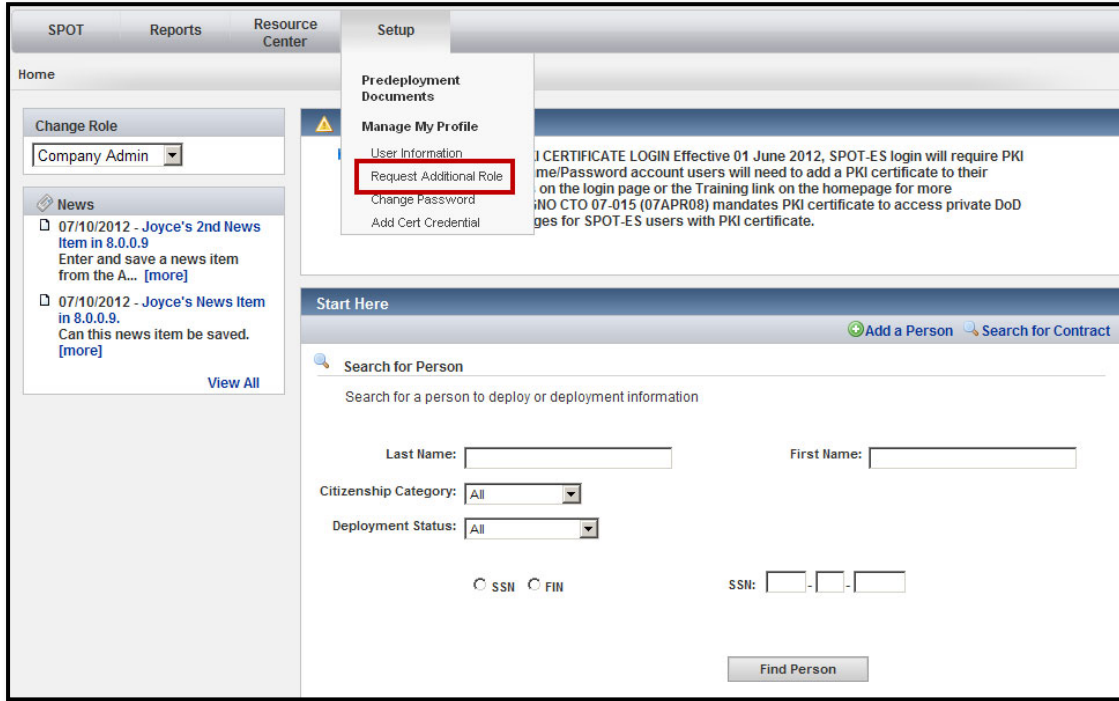 SPOT
Reports
Resource
Center
Setup
Home
Predeployment
Documents
Manage My Profile
User Information
Request Additional Role
Change Password
Add Cert Credential
Change Role
Company Admin
News
07/10/2012 - Joyce's 2nd News
Item in 8.0.0.9
Enter and save a news item
from the A... [more]
07/10/2012 - Joyce's News Item
in 8.0.0.9.
Can this news item be saved.
[more]
View All
CERTIFICATE LOGIN Effective 01 June 2012, SPOT-ES login will require PKI
me/Password account users will need to add a PKI certificate to their
on the login page or the Training link on the homepage for more
GNO CTO 07-015 (07APR08) mandates PKI certificate to access private DoD
ges for SPOT-ES users with PKI certificate.
Start Here
Add a Person Search for Contract
Search for Person
Search for a person to deploy or deployment information
Last Name: First Name:
Citizenship Category: All
Deployment Status: All
SSN FIN SSN: - -
Find Person